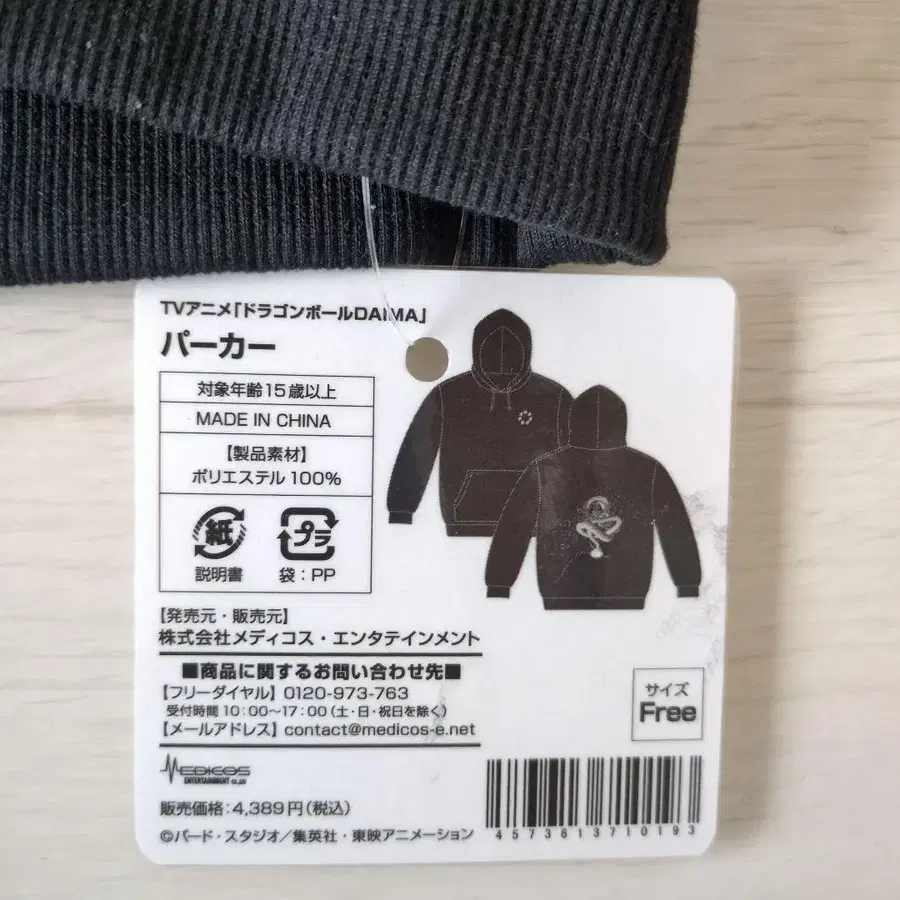 TVアニメ「ドラゴンボールDAIMA」
パーカー
対象年齢15歳以上
MADE IN CHINA
【製品素材】
ポリエステル100%
紙
プラ
説明書
袋：PP
【発売元・販売元】
株式会社メディコス・エンタテインメント
■商品に関するお問い合わせ先■
【フリーダイヤル】0120-973-763
受付時間 10：00〜17：00（土・日・祝日を除く）
【メールアドレス】contact@medicos-e.net
MEDICOS
ENTERTAINMENT CO.,LTD
販売価格：4,389円（税込）
©バード・スタジオ／集英社・東映アニメーション
サイズ
Free
4573613710193